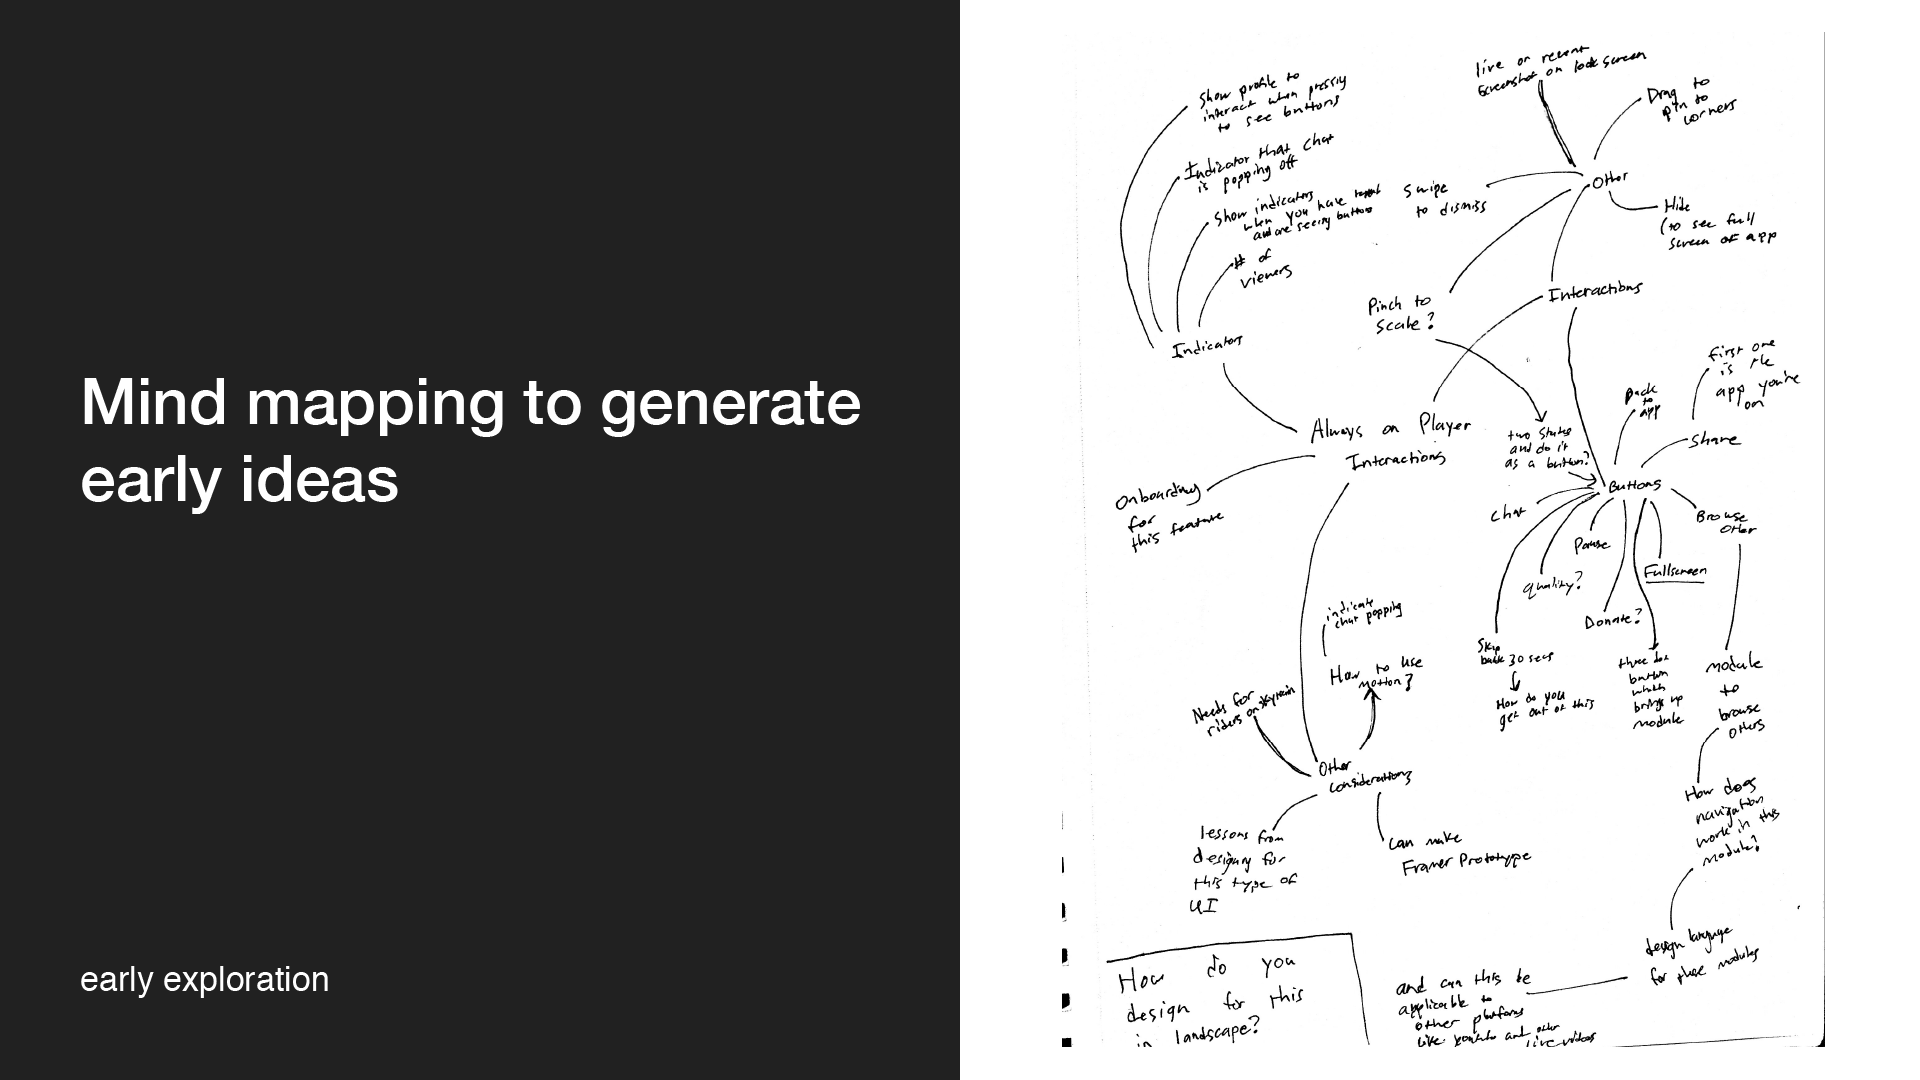 Mind mapping to generate
early ideas
early exploration
live or recent
screenshot on lock screen
Show profile to
interact when pressing
to see buttons
Drag to
pin to
corners
Indicator that chat
is popping off
Other
Show indicators
when you have
and are seeing buttons
Swipe
to dismiss
Hide
(to see full
screen of app
# of
viewers
Interactions
Pinch to
scale?
Indicators
First one
is the
app you're
on
Back
to
app
Always on Player
Interactions
two states
and do it
as a button?
Share
Buttons
Onboarding
for
this feature
Chat
Browse
Other
Pause
quality?
Fullscreen
indicate
chat popping
Donate?
Skip
back 30 secs
How do you
get out of this
three dot
button
which
brings up
module
module
to
browse
others
How to use
motion?
Needs for
riders on skytrain
Other
considerations
How does
navigation
work in this
module?
lessons from
designing for
this type of
UI
Can make
Framer Prototype
design language
for these modules
How do you
design for this
in landscape?
and can this be
applicable to
other platforms
like youtube and other
live videos